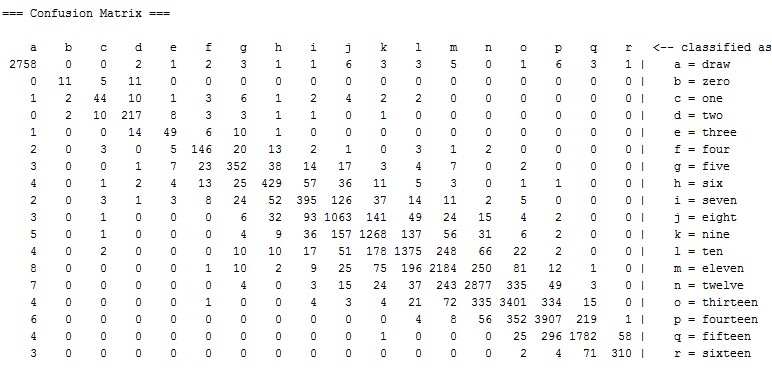 === Confusion Matrix ===
a b c d e f g h i j k l m n o p q r <-- classified as
2758 0 0 2 1 2 3 1 1 6 3 3 5 0 1 6 3 1 | a = draw
0 11 5 11 0 0 0 0 0 0 0 0 0 0 0 0 0 0 | b = zero
1 2 44 10 1 3 6 1 2 4 2 2 0 0 0 0 0 0 | c = one
0 2 10 217 8 3 3 1 1 0 1 0 0 0 0 0 0 0 | d = two
1 0 0 14 49 6 10 1 0 0 0 0 0 0 0 0 0 0 | e = three
2 0 3 0 5 146 20 13 2 1 0 3 1 2 0 0 0 0 | f = four
3 0 0 1 7 23 352 38 14 17 3 4 7 0 2 0 0 0 | g = five
4 0 1 2 4 13 25 429 57 36 11 5 3 0 1 1 0 0 | h = six
2 0 3 1 3 8 24 52 395 126 37 14 11 2 5 0 0 0 | i = seven
3 0 1 0 0 0 6 32 93 1063 141 49 24 15 4 2 0 0 | j = eight
5 0 1 0 0 0 4 9 36 157 1268 137 56 31 6 2 0 0 | k = nine
4 0 2 0 0 10 10 17 51 178 1375 248 66 22 2 0 0 | l = ten
8 0 0 0 0 1 10 2 9 25 75 196 2184 250 81 12 1 0 | m = eleven
7 0 0 0 0 0 4 0 3 15 24 37 243 2877 335 49 3 0 | n = twelve
4 0 0 0 0 1 0 0 4 3 4 21 72 335 3401 334 15 0 | o = thirteen
6 0 0 0 0 0 0 0 0 0 0 4 8 56 352 3907 219 1 | p = fourteen
4 0 0 0 0 0 0 0 0 0 1 0 0 0 25 296 1782 58 | q = fifteen
3 0 0 0 0 0 0 0 0 0 0 0 0 0 2 4 71 310 | r = sixteen